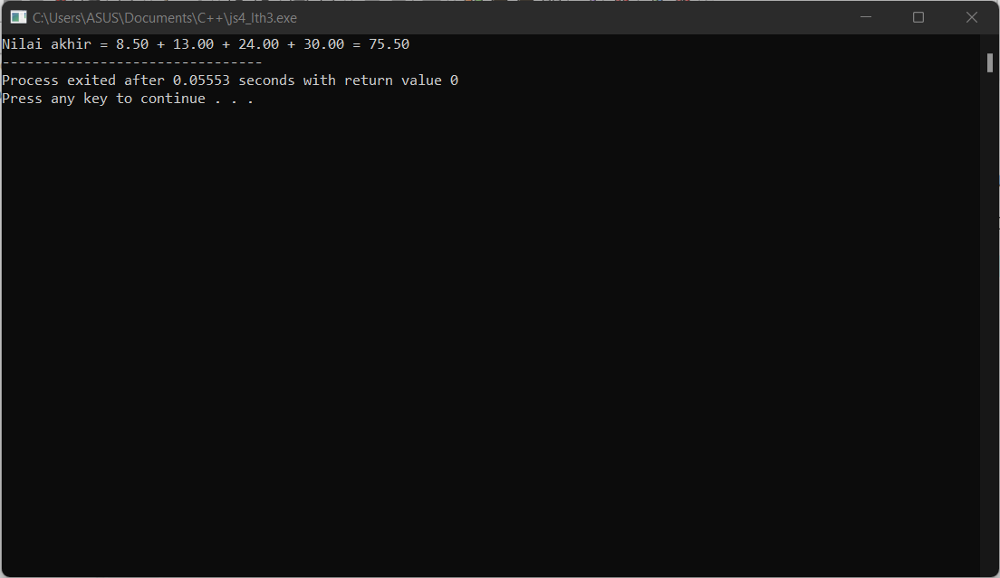 C:\Users\ASUS\Documents\C++\js4_lth3.exe
Nilai akhir = 8.50 + 13.00 + 24.00 + 30.00 = 75.50
--------------------------------
Process exited after 0.05553 seconds with return value 0
Press any key to continue . . .